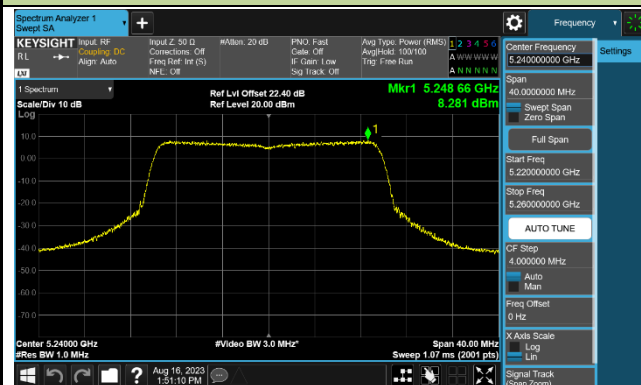 Spectrum Analyzer 1
Swept SA
Frequency
KEYSIGHT
RL
LXI
Input: RF
Coupling: DC
Align: Auto
Input Z: 50 Ω
Corrections: Off
Freq Ref: Int (S)
NFE: Off
#Atten: 20 dB
PNO: Fast
Gate: Off
IF Gain: Low
Sig Track: Off
Avg Type: Power (RMS)
Avg|Hold: 100/100
Trig: Free Run
1 2 3 4 5 6
A W W W W W
A N N N N N
1 Spectrum
Scale/Div 10 dB
Log
Ref Lvl Offset 22.40 dB
Ref Level 20.00 dBm
Mkr1 5.248 66 GHz
8.281 dBm
1
10.0
0.00
-10.0
-20.0
-30.0
-40.0
-50.0
-60.0
-70.0
Center 5.24000 GHz
#Res BW 1.0 MHz
#Video BW 3.0 MHz*
Span 40.00 MHz
Sweep 1.07 ms (2001 pts)
Center Frequency
5.240000000 GHz
Settings
Span
40.0000000 MHz
Swept Span
Zero Span
Full Span
Start Freq
5.220000000 GHz
Stop Freq
5.260000000 GHz
AUTO TUNE
CF Step
4.000000 MHz
Auto
Man
Freq Offset
0 Hz
X Axis Scale
Log
Lin
Signal Track
(Span Zoom)
?
Aug 16, 2023
1:51:10 PM